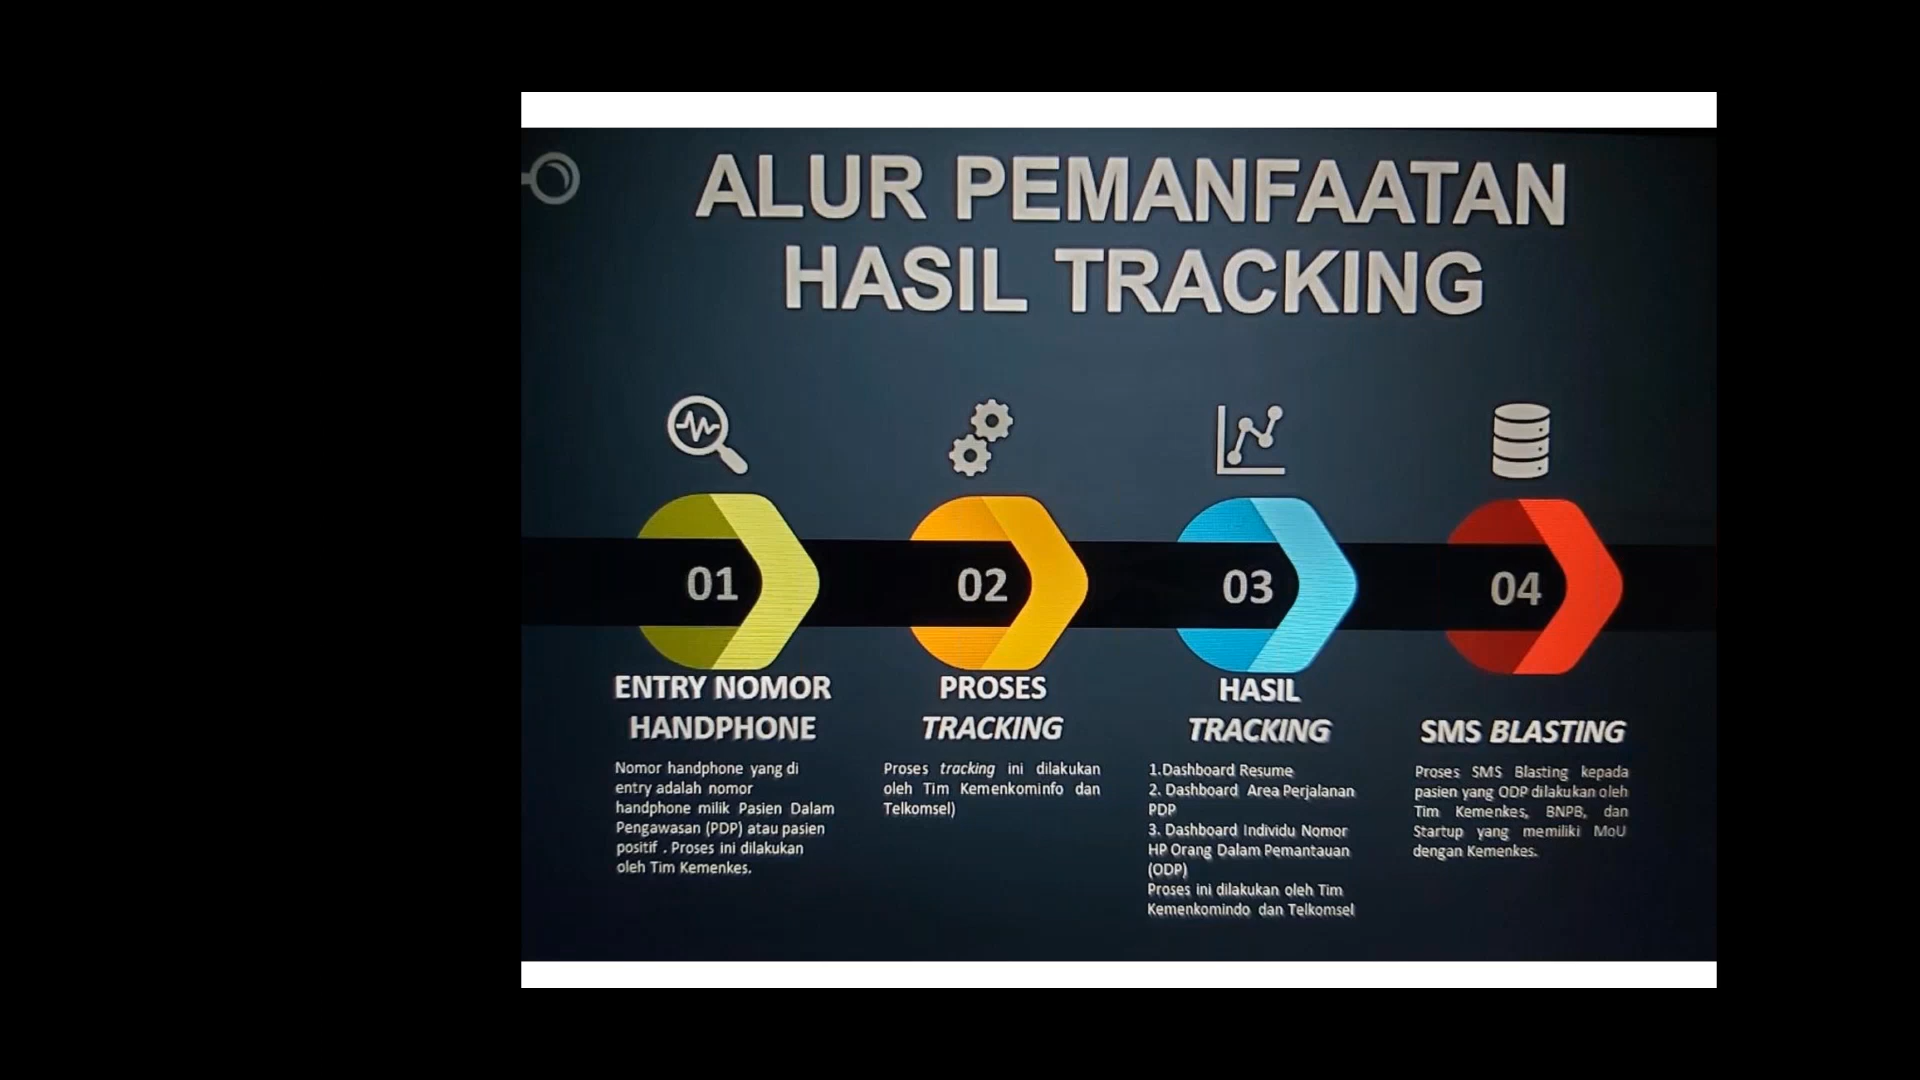 ALUR PEMANFAATAN
HASIL TRACKING
01
ENTRY NOMOR
HANDPHONE
Nomor handphone yang di
entry adalah nomor
handphone milik Pasien Dalam
Pengawasan (PDP) atau pasien
positif . Proses ini dilakukan
oleh Tim Kemenkes.
02
PROSES
TRACKING
Proses tracking ini dilakukan
oleh Tim Kemenkominfo dan
Telkomsel)
03
HASIL
TRACKING
1.Dashboard Resume
2. Dashboard Area Perjalanan
PDP
3. Dashboard Individu Nomor
HP Orang Dalam Pemantauan
(ODP)
Proses ini dilakukan oleh Tim
Kemenkomindo dan Telkomsel
04
SMS BLASTING
Proses SMS Blasting kepada
pasien yang ODP dilakukan oleh
Tim Kemenkes, BNPB, dan
Startup yang memiliki MoU
dengan Kemenkes.